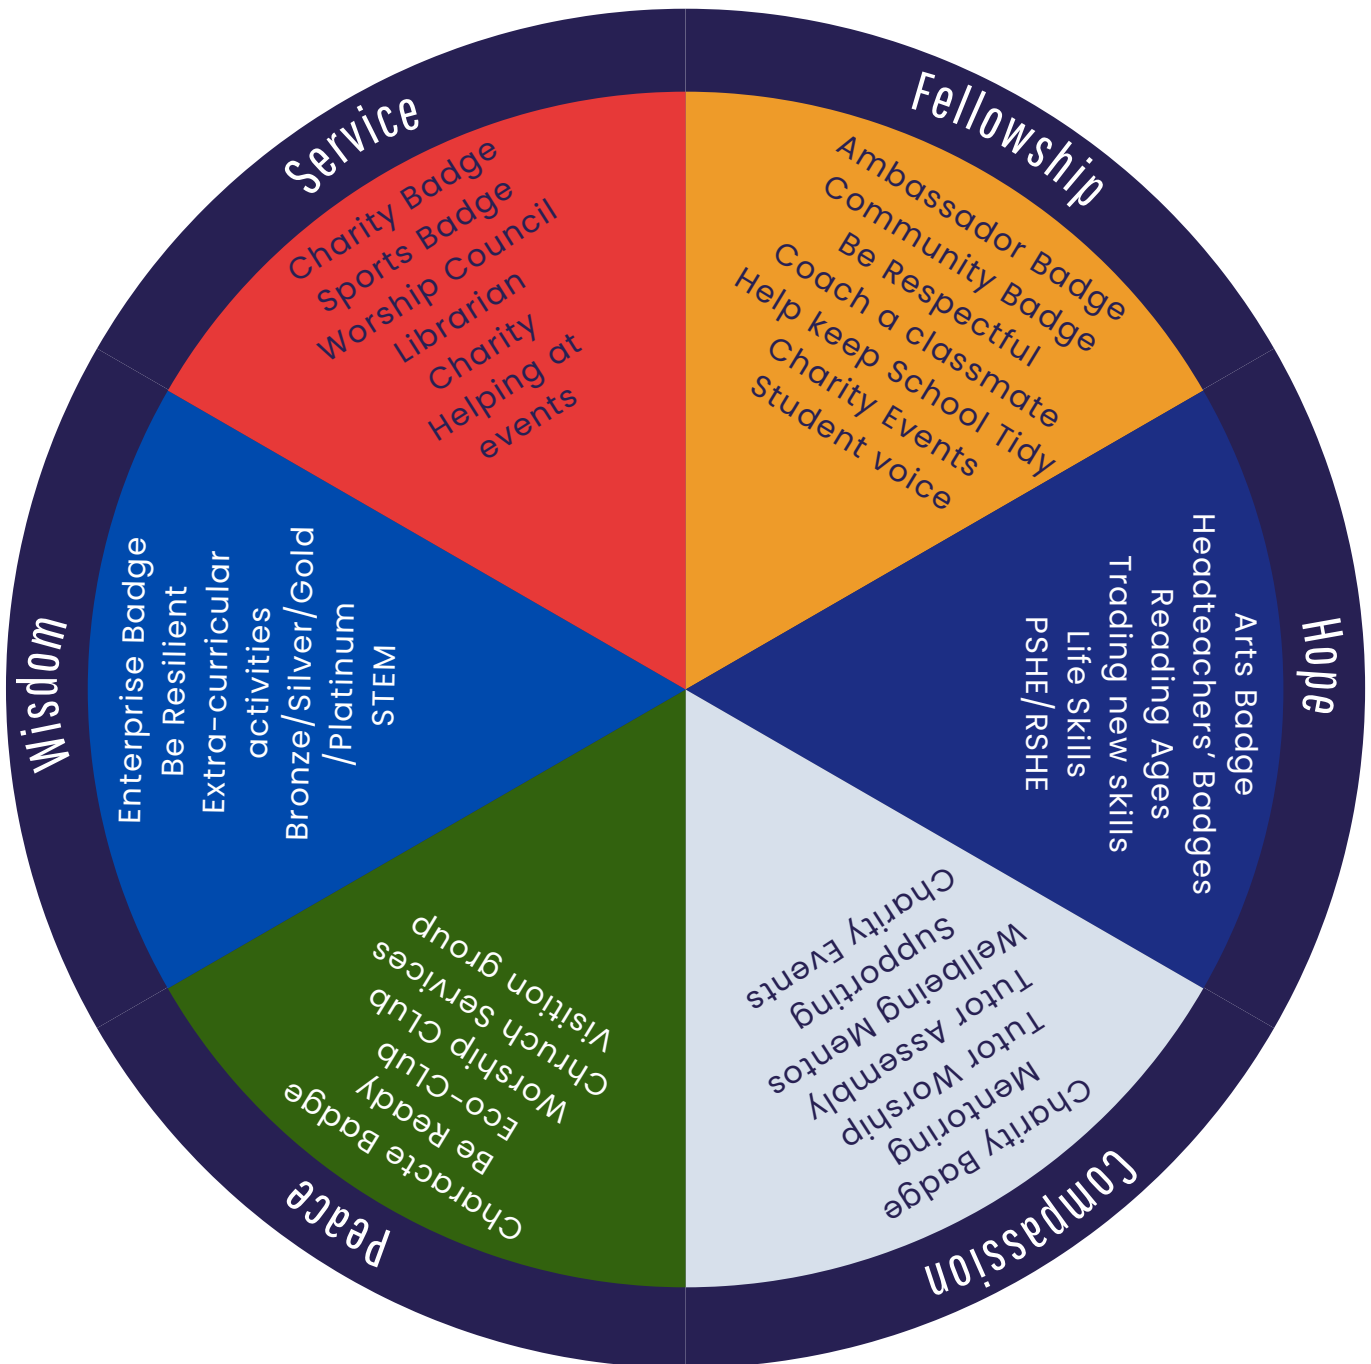 Fellowship
Ambassador Badge
Community Badge
Be Respectful
Coach a classmate
Help keep School Tidy
Charity Events
Student voice
Hope
Arts Badge
Headteachers' Badges
Reading Ages
Trading new skills
Life Skills
PSHE/RSHE
Compassion
Charity Badge
Mentoring
Tutor Worship
Tutor Assembly
Wellbeing Mentos
Supporting
Charity Events
Peace
Characte Badge
Be Ready
Eco-Club
Worship Club
Chruch Services
Visition group
Wisdom
Enterprise Badge
Be Resilient
Extra-curricular
activities
Bronze/Silver/Gold
/Platinum
STEM
Service
Charity Badge
Sports Badge
Worship Council
Librarian
Charity
Helping at
events